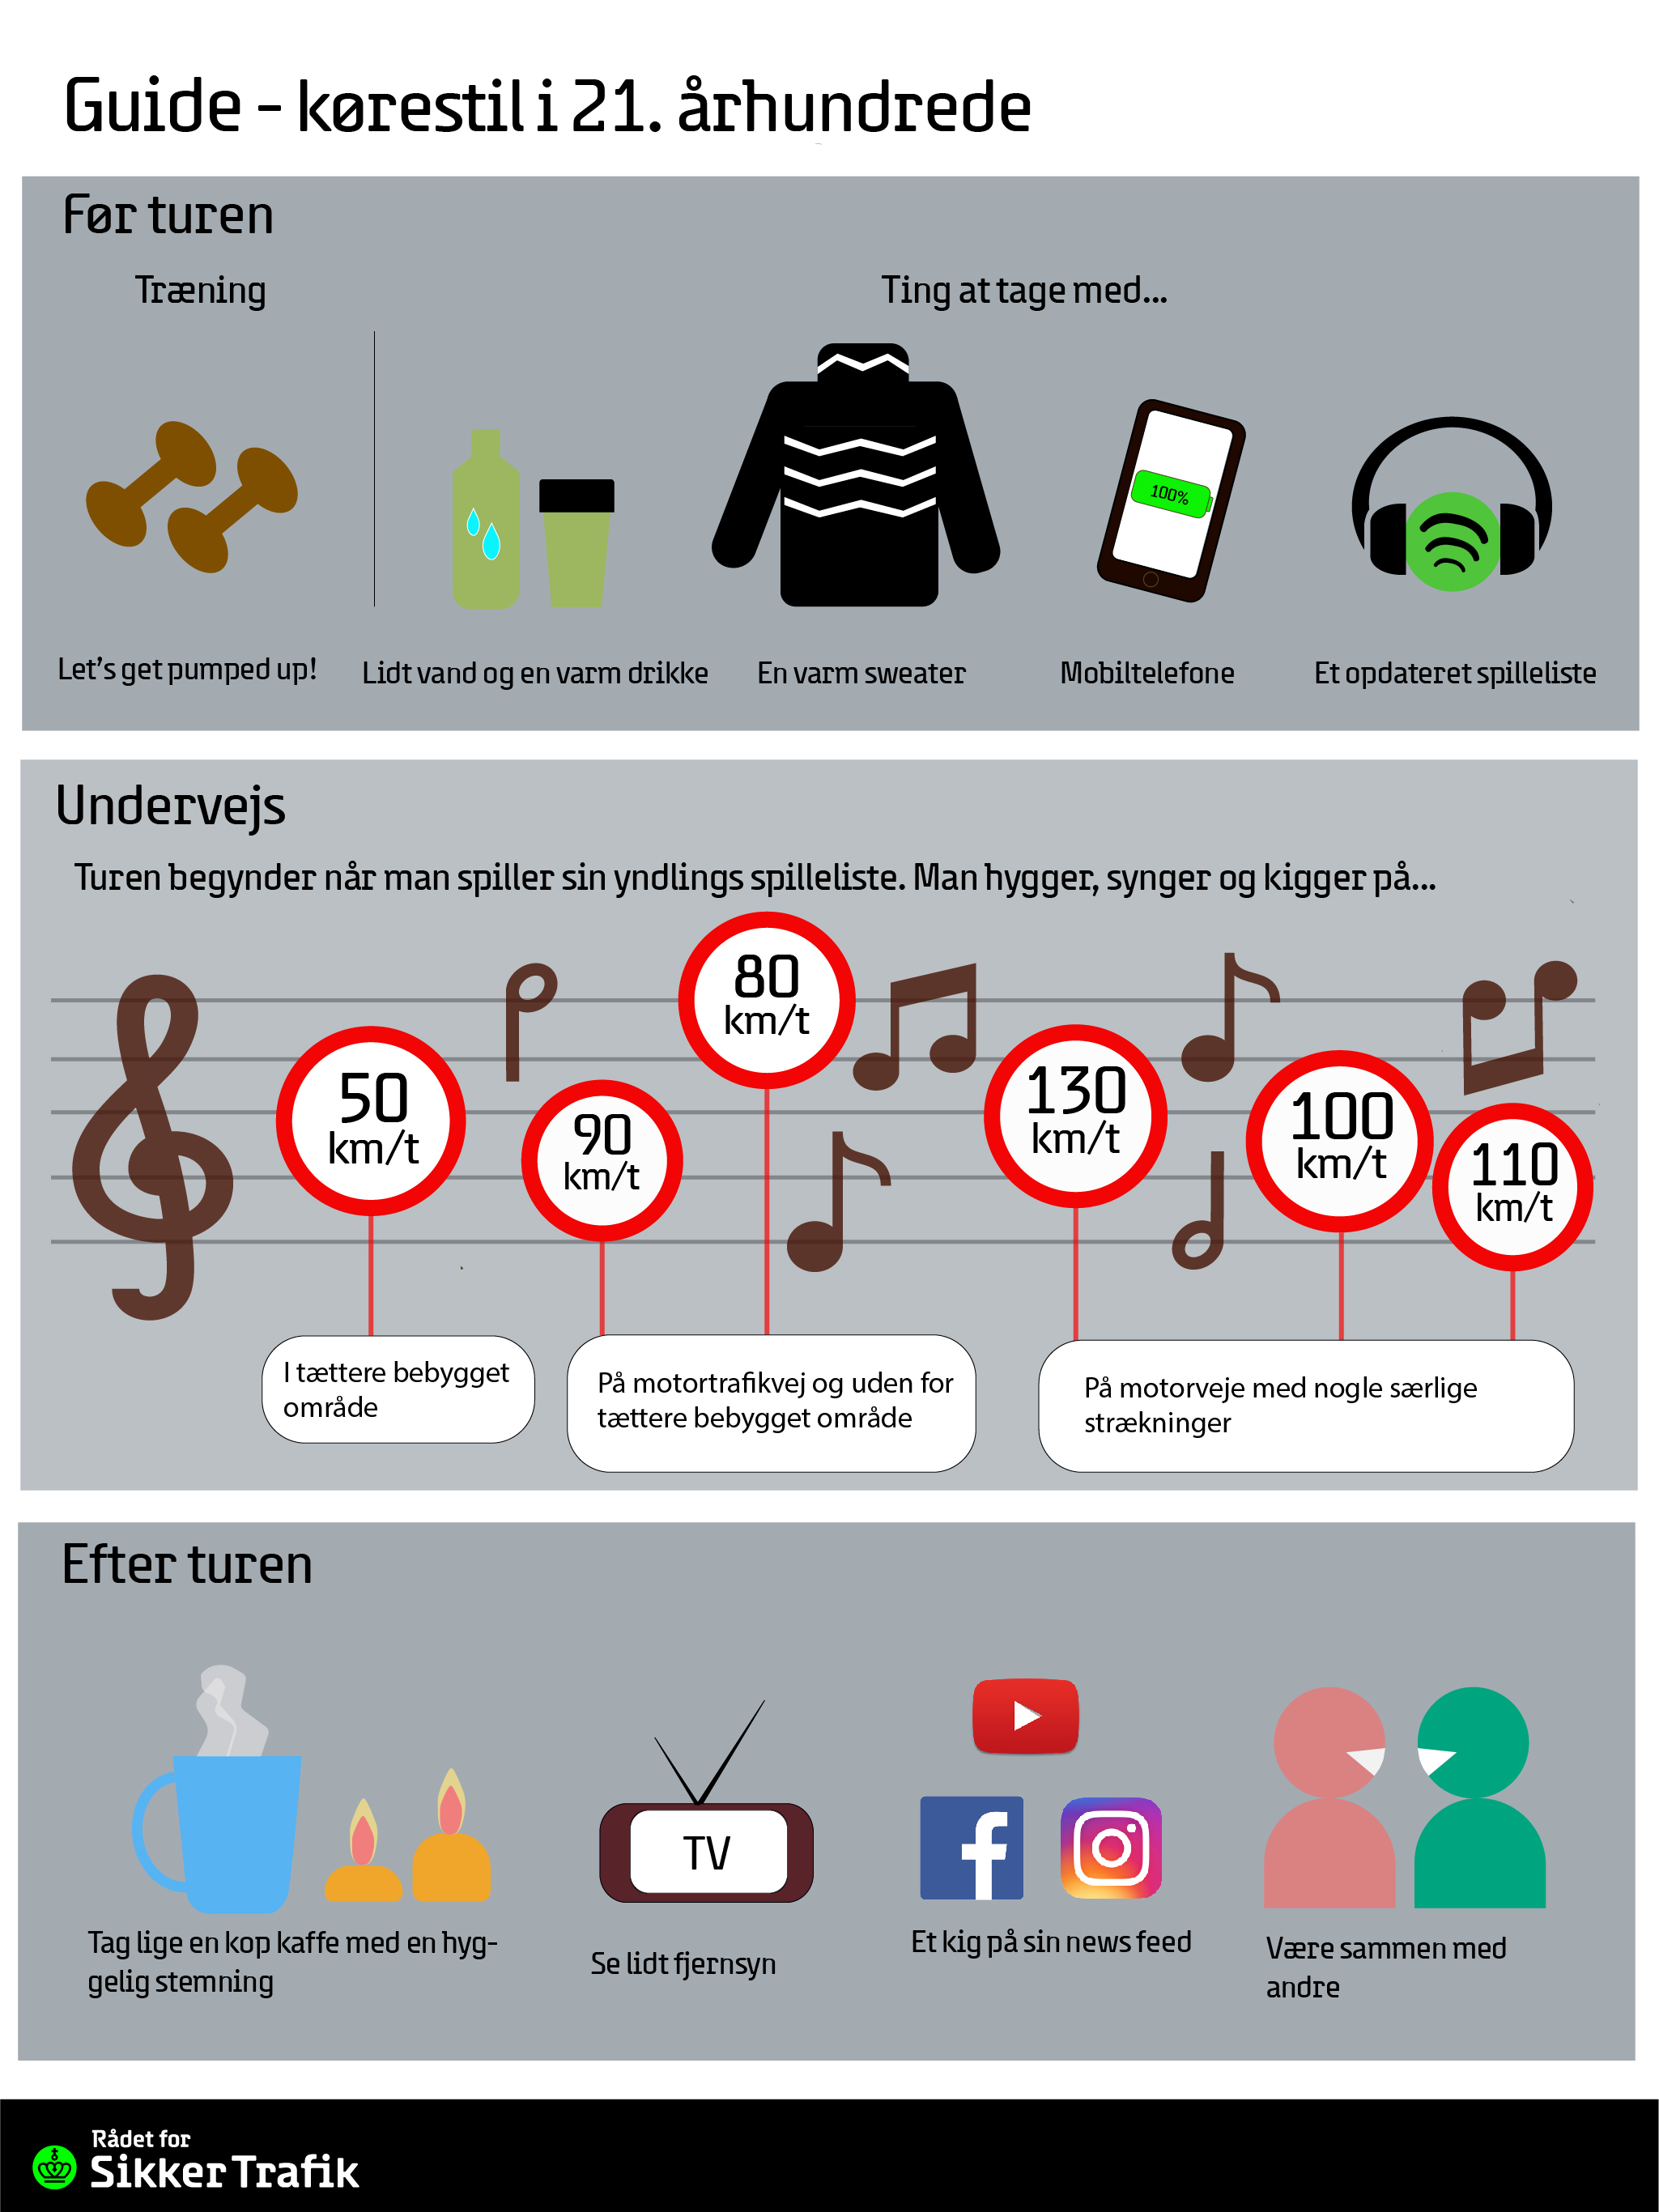 Guide - kørestil i 21. århundrede
Før turen
Træning
Ting at tage med...
100%
Let's get pumped up!
Lidt vand og en varm drikke
En varm sweater
Mobiltelefone
Et opdateret spilleliste
Undervejs
Turen begynder når man spiller sin yndlings spilleliste. Man hygger, synger og kigger på...
50
km/t
90
km/t
80
km/t
130
km/t
100
km/t
110
km/t
I tættere bebygget
område
På motortrafikvej og uden for
tættere bebygget område
På motorveje med nogle særlige
strækninger
Efter turen
TV
Tag lige en kop kaffe med en hyg-
gelig stemning
Se lidt fjernsyn
Et kig på sin news feed
Være sammen med
andre
Rådet for
Sikker Trafik